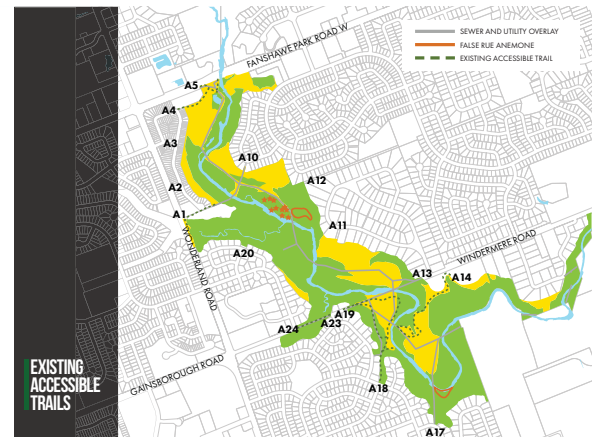 SEWER AND UTILITY OVERLAY
FALSE RUE ANEMONE
EXISTING ACCESSIBLE TRAIL
FANSHAWE PARK ROAD W
A5
A4
A3
A10
A2
A12
A1
A11
WONDERLAND ROAD
A20
WINDERMERE ROAD
A13
A14
A19
A23
A24
GAINSBOROUGH ROAD
A18
A17
EXISTING
ACCESSIBLE
TRAILS